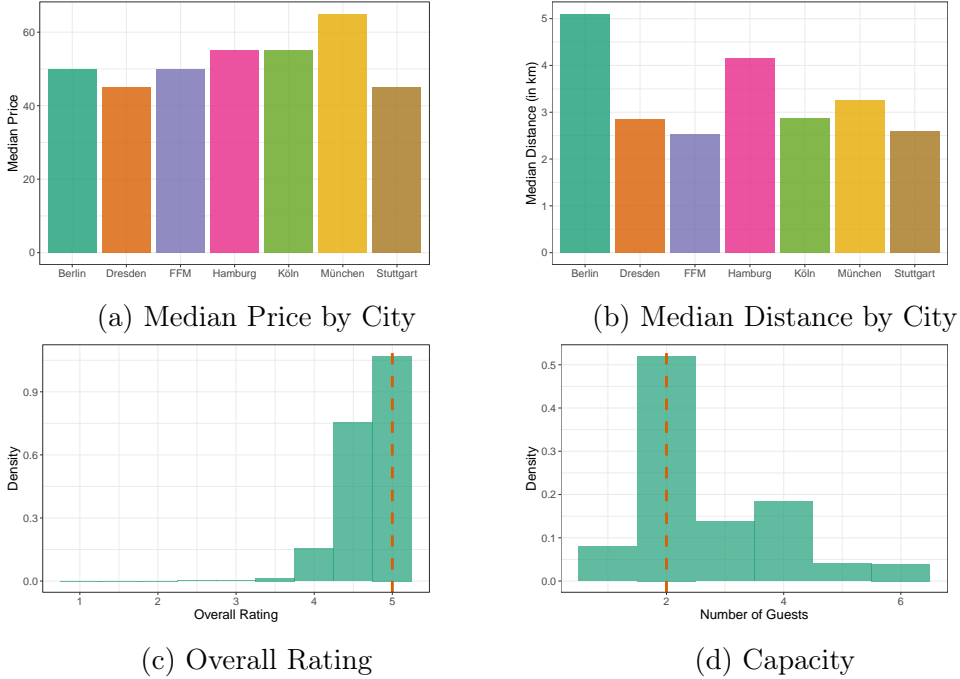 Median Price
60
40
20
0
Berlin Dresden FFM Hamburg Köln München Stuttgart
(a) Median Price by City
Median Distance (in km)
5
4
3
2
1
0
Berlin Dresden FFM Hamburg Köln München Stuttgart
(b) Median Distance by City
Density
0.9
0.6
0.3
0.0
1 2 3 4 5
Overall Rating
(c) Overall Rating
Density
0.5
0.4
0.3
0.2
0.1
0.0
2 4 6
Number of Guests
(d) Capacity